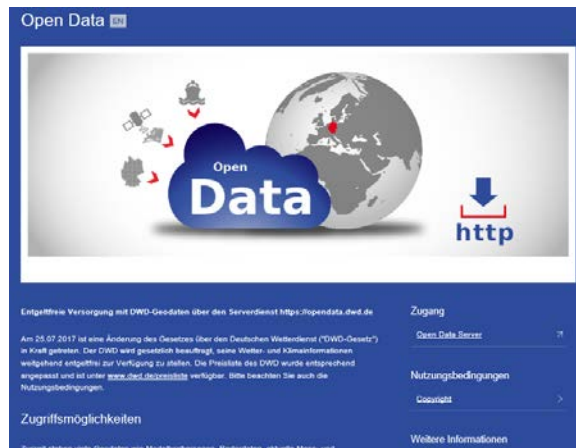 Open Data EN
Open
Data
http
Entgeltfreie Versorgung mit DWD-Geodaten über den Serverdienst https://opendata.dwd.de
Am 25.07.2017 ist eine Änderung des Gesetzes über den Deutschen Wetterdienst ("DWD-Gesetz")
in Kraft getreten. Der DWD wird gesetzlich beauftragt, seine Wetter- und Klimainformationen
weitgehend entgeltfrei zur Verfügung zu stellen. Die Preisliste des DWD wurde entsprechend
angepasst und ist unter www.dwd.de/preisliste verfügbar. Bitte beachten Sie auch die
Nutzungsbedingungen.
Zugriffsmöglichkeiten
Zugang
Open Data Server
Nutzungsbedingungen
Copyright
Weitere Informationen